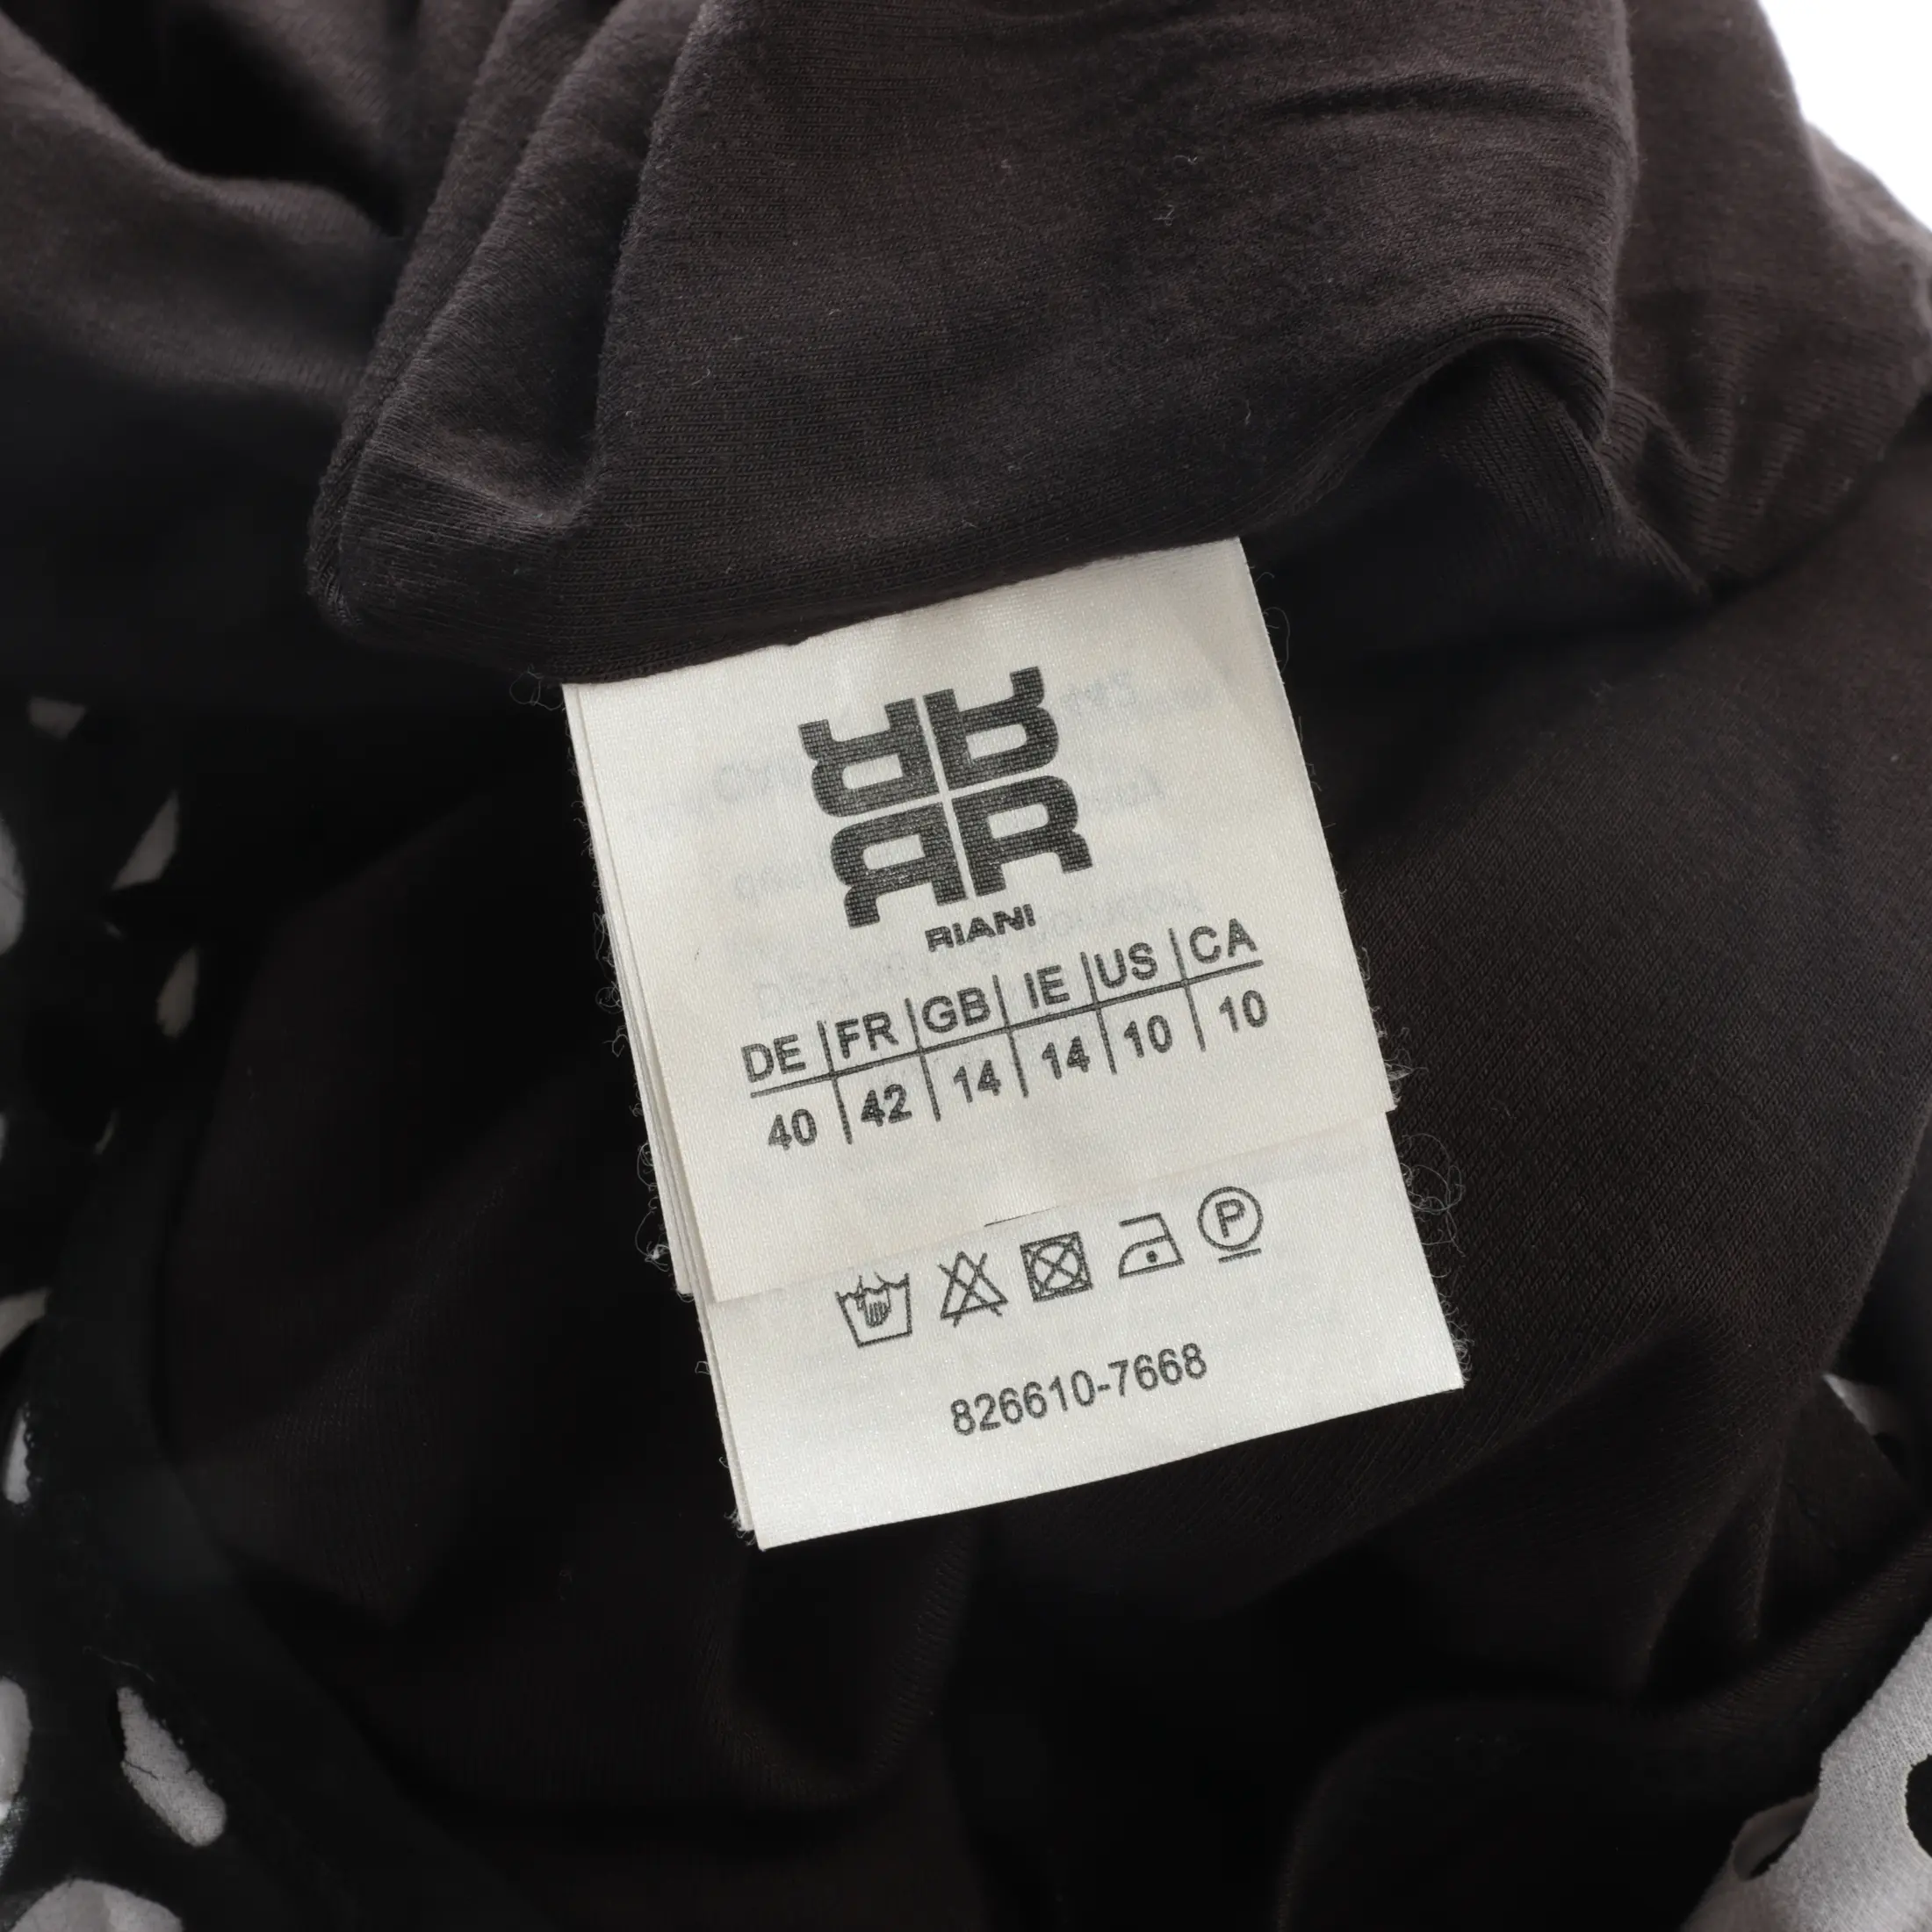 RIANI
DE | FR | GB | IE | US | CA
40 | 42 | 14 | 14 | 10 | 10
P
826610-7668